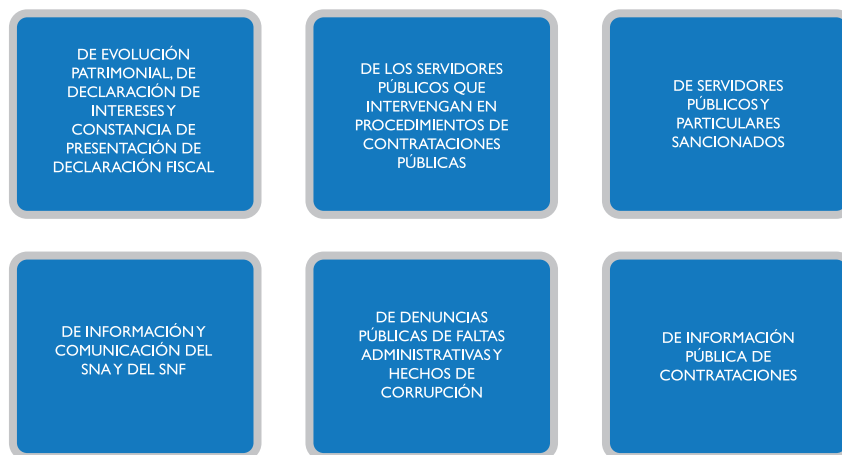 DE EVOLUCIÓN
PATRIMONIAL, DE
DECLARACIÓN DE
INTERESES Y
CONSTANCIA DE
PRESENTACIÓN DE
DECLARACIÓN FISCAL
DE LOS SERVIDORES
PÚBLICOS QUE
INTERVENGAN EN
PROCEDIMIENTOS DE
CONTRATACIONES
PÚBLICAS
DE SERVIDORES
PÚBLICOS Y
PARTICULARES
SANCIONADOS
DE INFORMACIÓN Y
COMUNICACIÓN DEL
SNA Y DEL SNF
DE DENUNCIAS
PÚBLICAS DE FALTAS
ADMINISTRATIVAS Y
HECHOS DE
CORRUPCIÓN
DE INFORMACIÓN
PÚBLICA DE
CONTRATACIONES